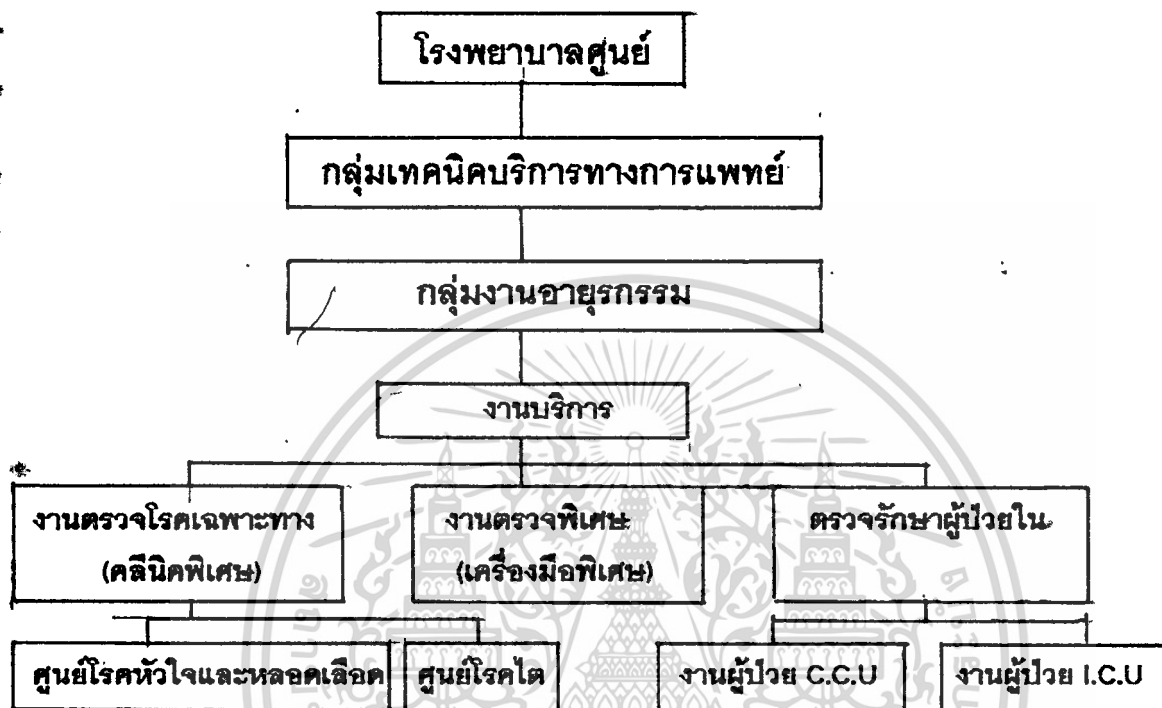 โรงพยาบาลศูนย์
กลุ่มเทคนิคบริการทางการแพทย์
กลุ่มงานอายุรกรรม
งานบริการ
งานตรวจโรคเฉพาะทาง
(คลีนิคพิเศษ)
งานตรวจพิเศษ
(เครื่องมือพิเศษ)
ตรวจรักษาผู้ป่วยใน
ศูนย์โรคหัวใจและหลอดเลือด
ศูนย์โรคไต
งานผู้ป่วย C.C.U
งานผู้ป่วย I.C.U